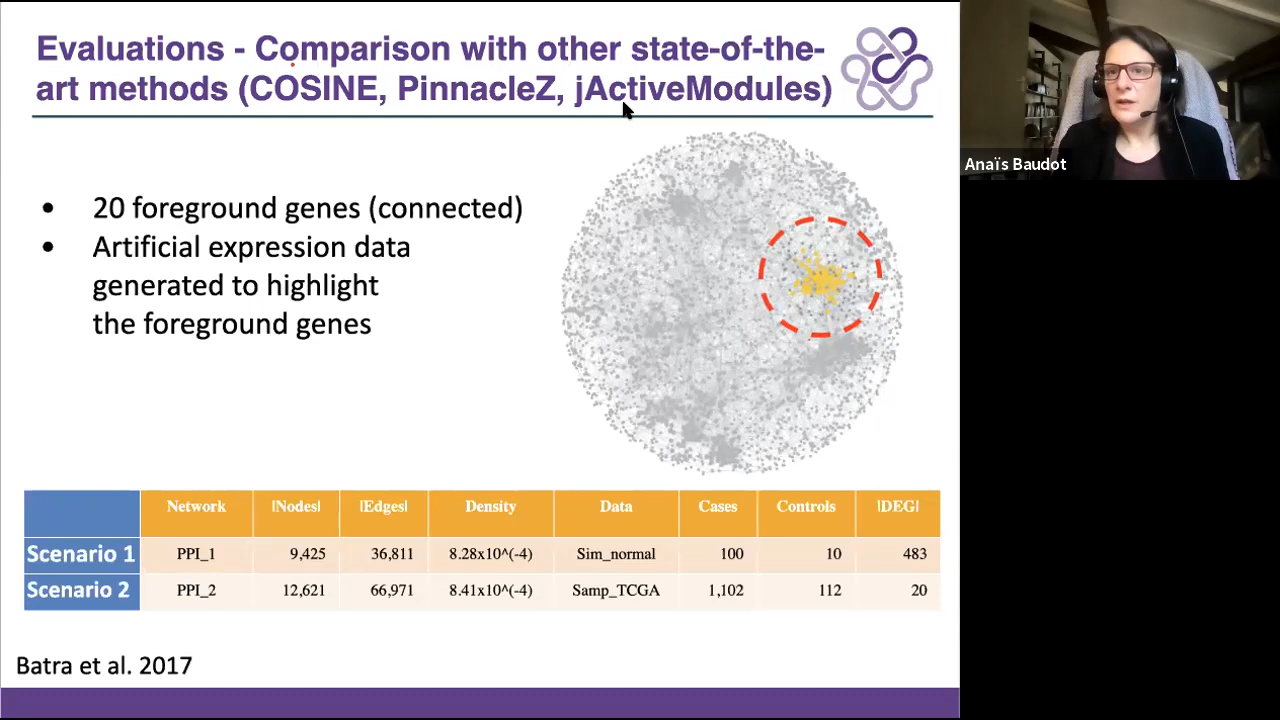 Evaluations - Comparison with other state-of-the-
art methods (COSINE, PinnacleZ, jActiveModules)
Anaïs Baudot
• 20 foreground genes (connected)
• Artificial expression data
generated to highlight
the foreground genes
Network |Nodes| |Edges| Density Data Cases Controls |DEG|
Scenario 1 PPI_1 9,425 36,811 8.28x10^(-4) Sim_normal 100 10 483
Scenario 2 PPI_2 12,621 66,971 8.41x10^(-4) Samp_TCGA 1,102 112 20
Batra et al. 2017